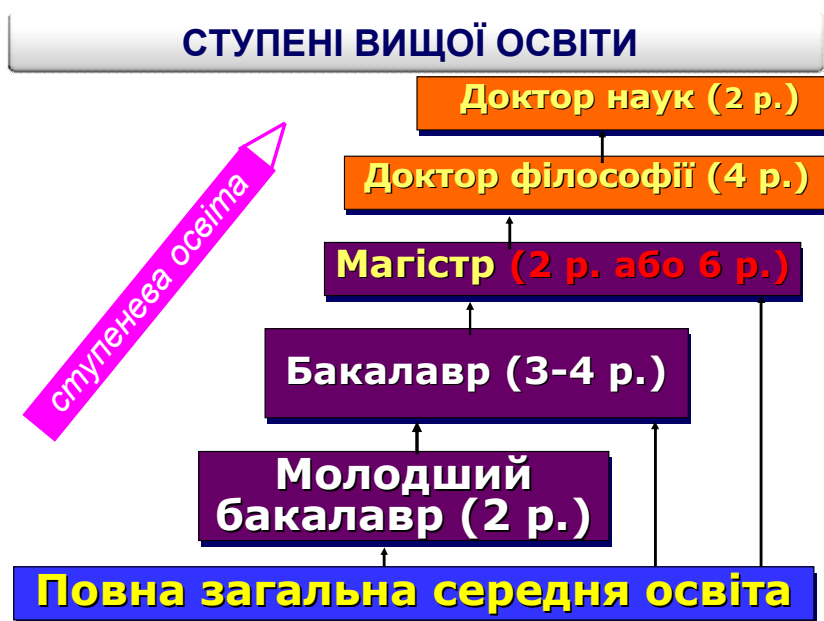 СТУПЕНІ ВИЩОЇ ОСВІТИ
Доктор наук (2 р.)
Доктор філософії (4 р.)
ступенева освіта
Магістр (2 р. або 6 р.)
Бакалавр (3-4 р.)
Молодший
бакалавр (2 р.)
Повна загальна середня освіта